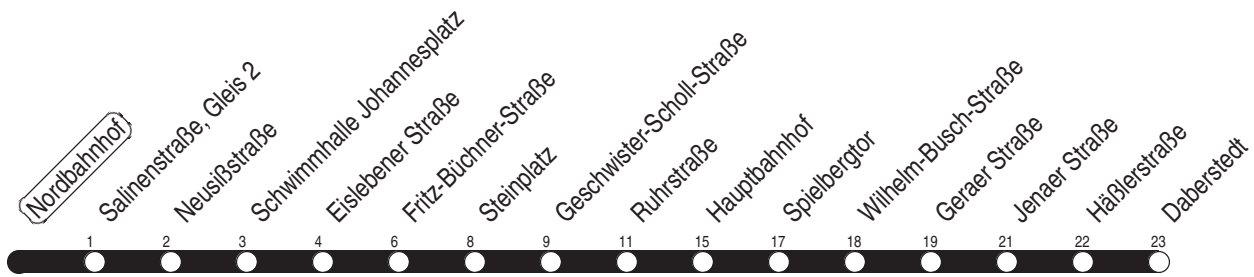 Nordbahnhof
Salinenstraße, Gleis 2
Neusißstraße
Schwimmhalle Johannesplatz
Eislebener Straße
Fritz-Büchner-Straße
Steinplatz
Geschwister-Scholl-Straße
Ruhrstraße
Hauptbahnhof
Spielbergtor
Wilhelm-Busch-Straße
Geraer Straße
Jenaer Straße
Häßlerstraße
Daberstedt
1 2 3 4 6 8 9 11 15 17 18 19 21 22 23